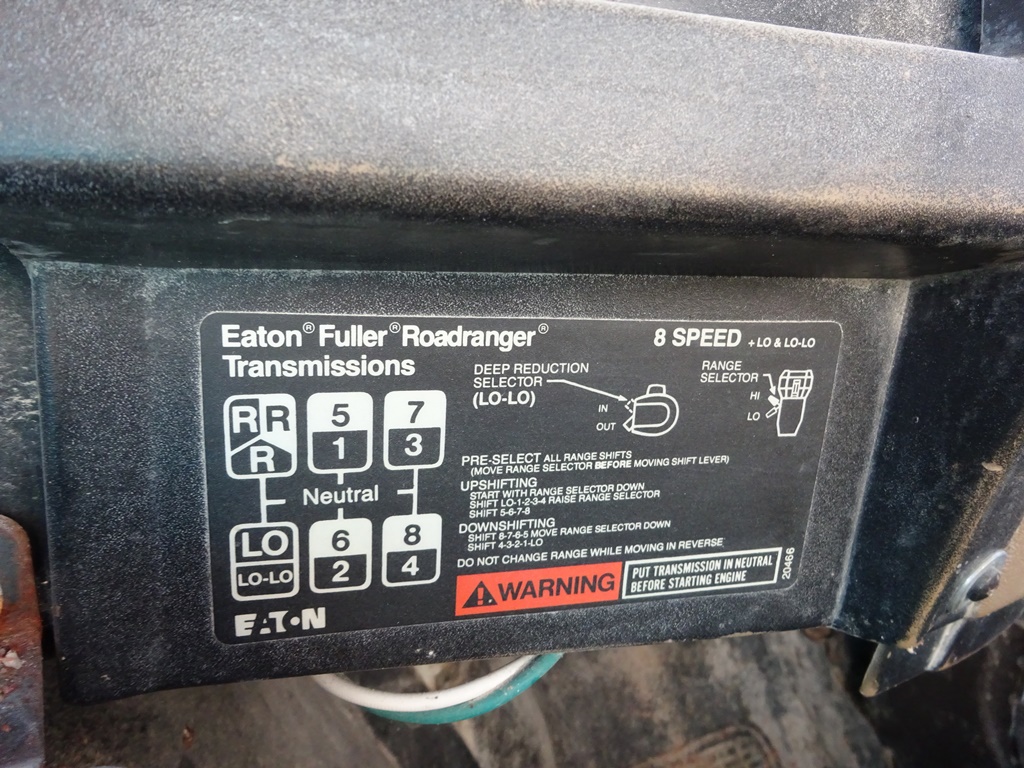 Eaton® Fuller® Roadranger®
Transmissions
8 SPEED + LO & LO-LO
R R
R
5
1
7
3
Neutral
LO
LO-LO
6
2
8
4
EATON
DEEP REDUCTION
SELECTOR
(LO-LO)
IN
OUT
RANGE
SELECTOR
HI
LO
PRE-SELECT ALL RANGE SHIFTS
(MOVE RANGE SELECTOR BEFORE MOVING SHIFT LEVER)
UPSHIFTING
START WITH RANGE SELECTOR DOWN
SHIFT LO-1-2-3-4 RAISE RANGE SELECTOR
SHIFT 5-6-7-8
DOWNSHIFTING
SHIFT 8-7-6-5 MOVE RANGE SELECTOR DOWN
SHIFT 4-3-2-1-LO
DO NOT CHANGE RANGE WHILE MOVING IN REVERSE
WARNING
PUT TRANSMISSION IN NEUTRAL
BEFORE STARTING ENGINE
20466